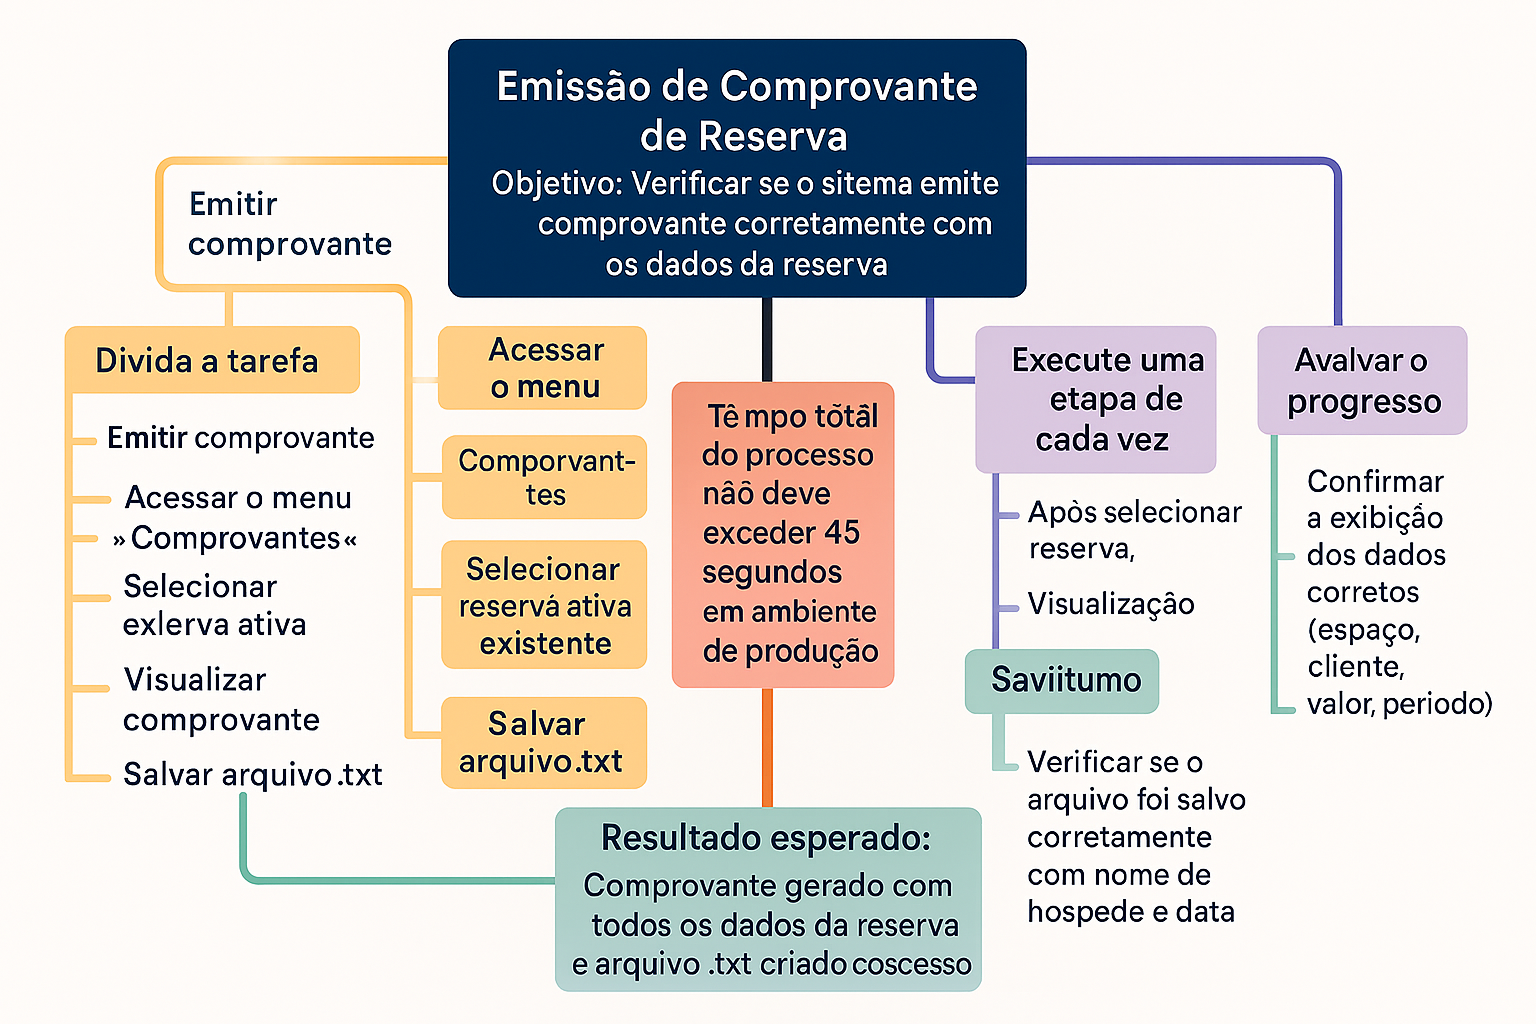 Emissão de Comprovante
de Reserva
Objetivo: Verificar se o sitema emite
comprovante corretamente com
os dados da reserva
Emitir
comprovante
Divida a tarefa
Emitir comprovante
Acessar o menu
»Comprovantes«
Selecionar
exlerva ativa
Visualizar
comprovante
Salvar arquivo.txt
Acessar
o menu
Comporvant-
tes
Selecionar
reservá ativa
existente
Salvar
arquivo.txt
Tê mpo tõtãl
do processo
nâô deve
exceder 45
segundos
em ambiente
de produção
Execute uma
etapa de
cada vez
Apòs selecionar
reserva,
Visualização
Saviitumo
Verificar se o
arquivo foi salvo
corretamente
com nome de
hospede e data
Avalvar o
progresso
Confirmar
a exibição
dos dados
corretos
(espaço,
cliente,
valor, periodo)
Resultado esperado:
Comprovante gerado com
todos os dados da reserva
e arquivo .txt criado coscesso